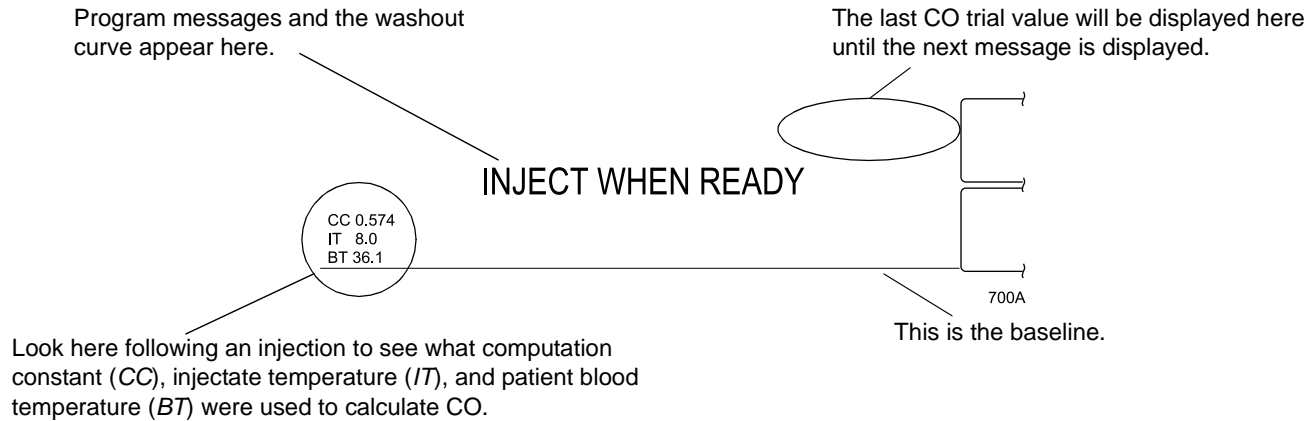 Program messages and the washout
curve appear here.
The last CO trial value will be displayed here
until the next message is displayed.
INJECT WHEN READY
CC 0.574
IT 8.0
BT 36.1
700A
This is the baseline.
Look here following an injection to see what computation
constant (CC), injectate temperature (IT), and patient blood
temperature (BT) were used to calculate CO.